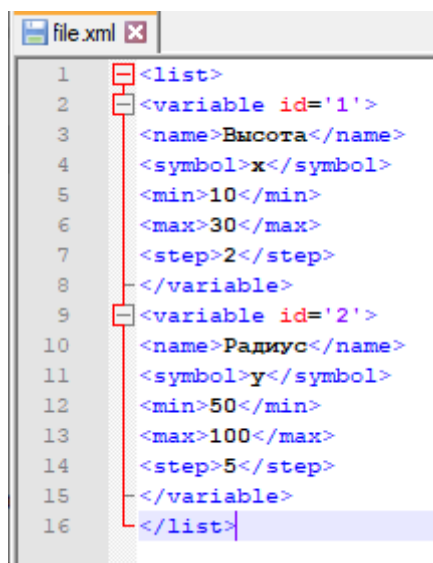 file.xml
1 <list>
2 <variable id='1'>
3 <name>Высота</name>
4 <symbol>x</symbol>
5 <min>10</min>
6 <max>30</max>
7 <step>2</step>
8 </variable>
9 <variable id='2'>
10 <name>Радиус</name>
11 <symbol>y</symbol>
12 <min>50</min>
13 <max>100</max>
14 <step>5</step>
15 </variable>
16 </list>